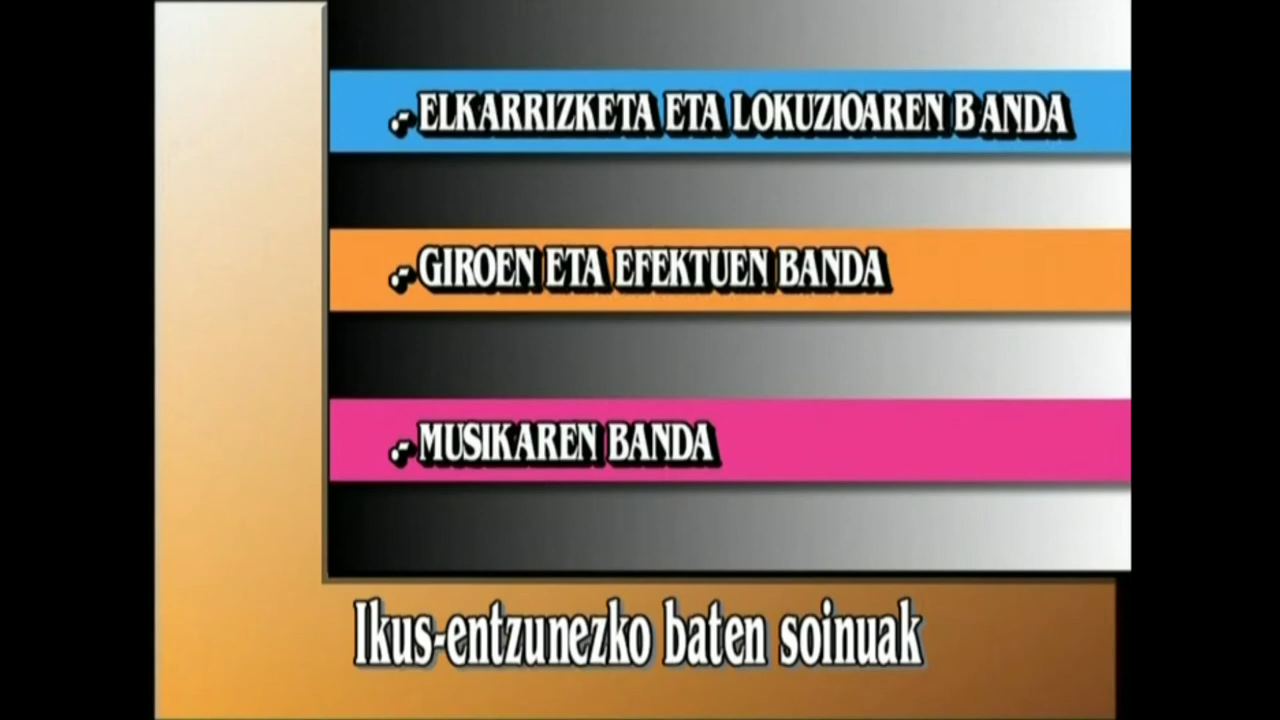 .-ELKARRIZKETA ETA LOKUZIOAREN BANDA
.-GIROEN ETA EFEKTUEN BANDA
.-MUSIKAREN BANDA
Ikus-entzunezko baten soinuak